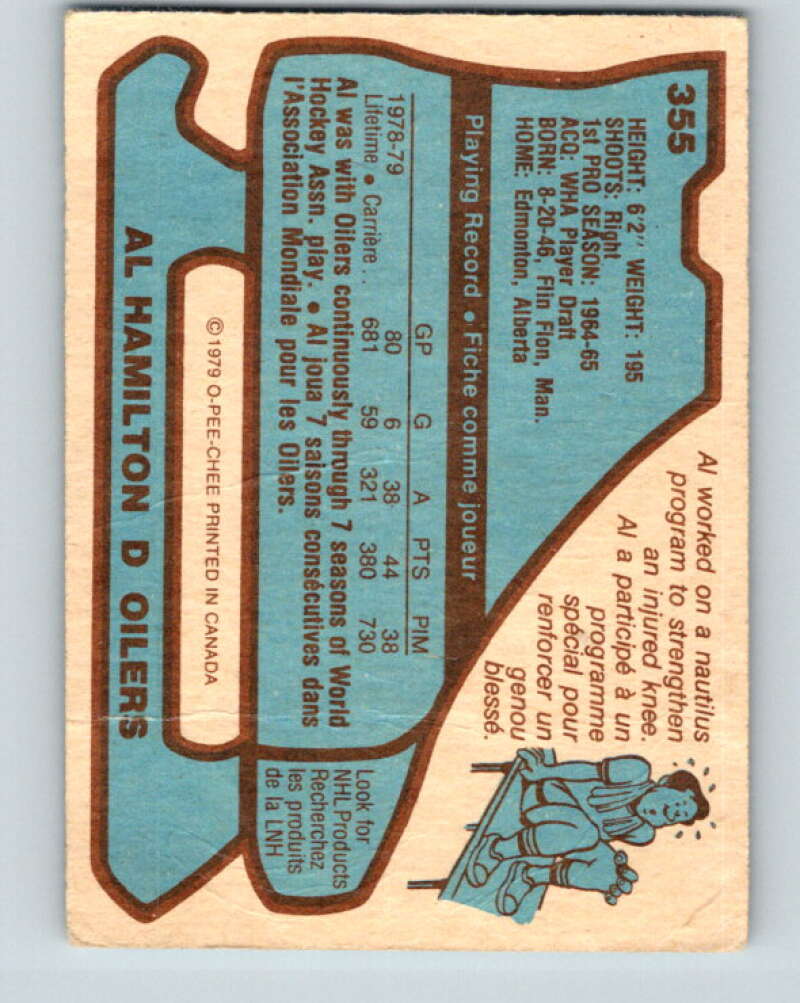 355
HEIGHT: 6'2" WEIGHT: 195
SHOOTS: Right
1st PRO SEASON: 1964-65
ACQ: WHA Player Draft
BORN: 8-20-46, Flin Flon, Man.
HOME: Edmonton, Alberta
Al worked on a nautilus
program to strengthen
an injured knee.
Al a participé à un
programme
spécial pour
renforcer un
genou
blessé.
Playing Record • Fiche comme joueur
GP G A PTS PIM
1978-79 80 6 38 44 38
Lifetime • Carrière .. 681 59 321 380 730
Al was with Oilers continuously through 7 seasons of World
Hockey Assn. play. • Al joua 7 saisons consécutives dans
l'Association Mondiale pour les Oilers.
Look for
NHL Products
Recherchez
les produits
de la LNH
©1979 O-PEE-CHEE PRINTED IN CANADA
AL HAMILTON D OILERS